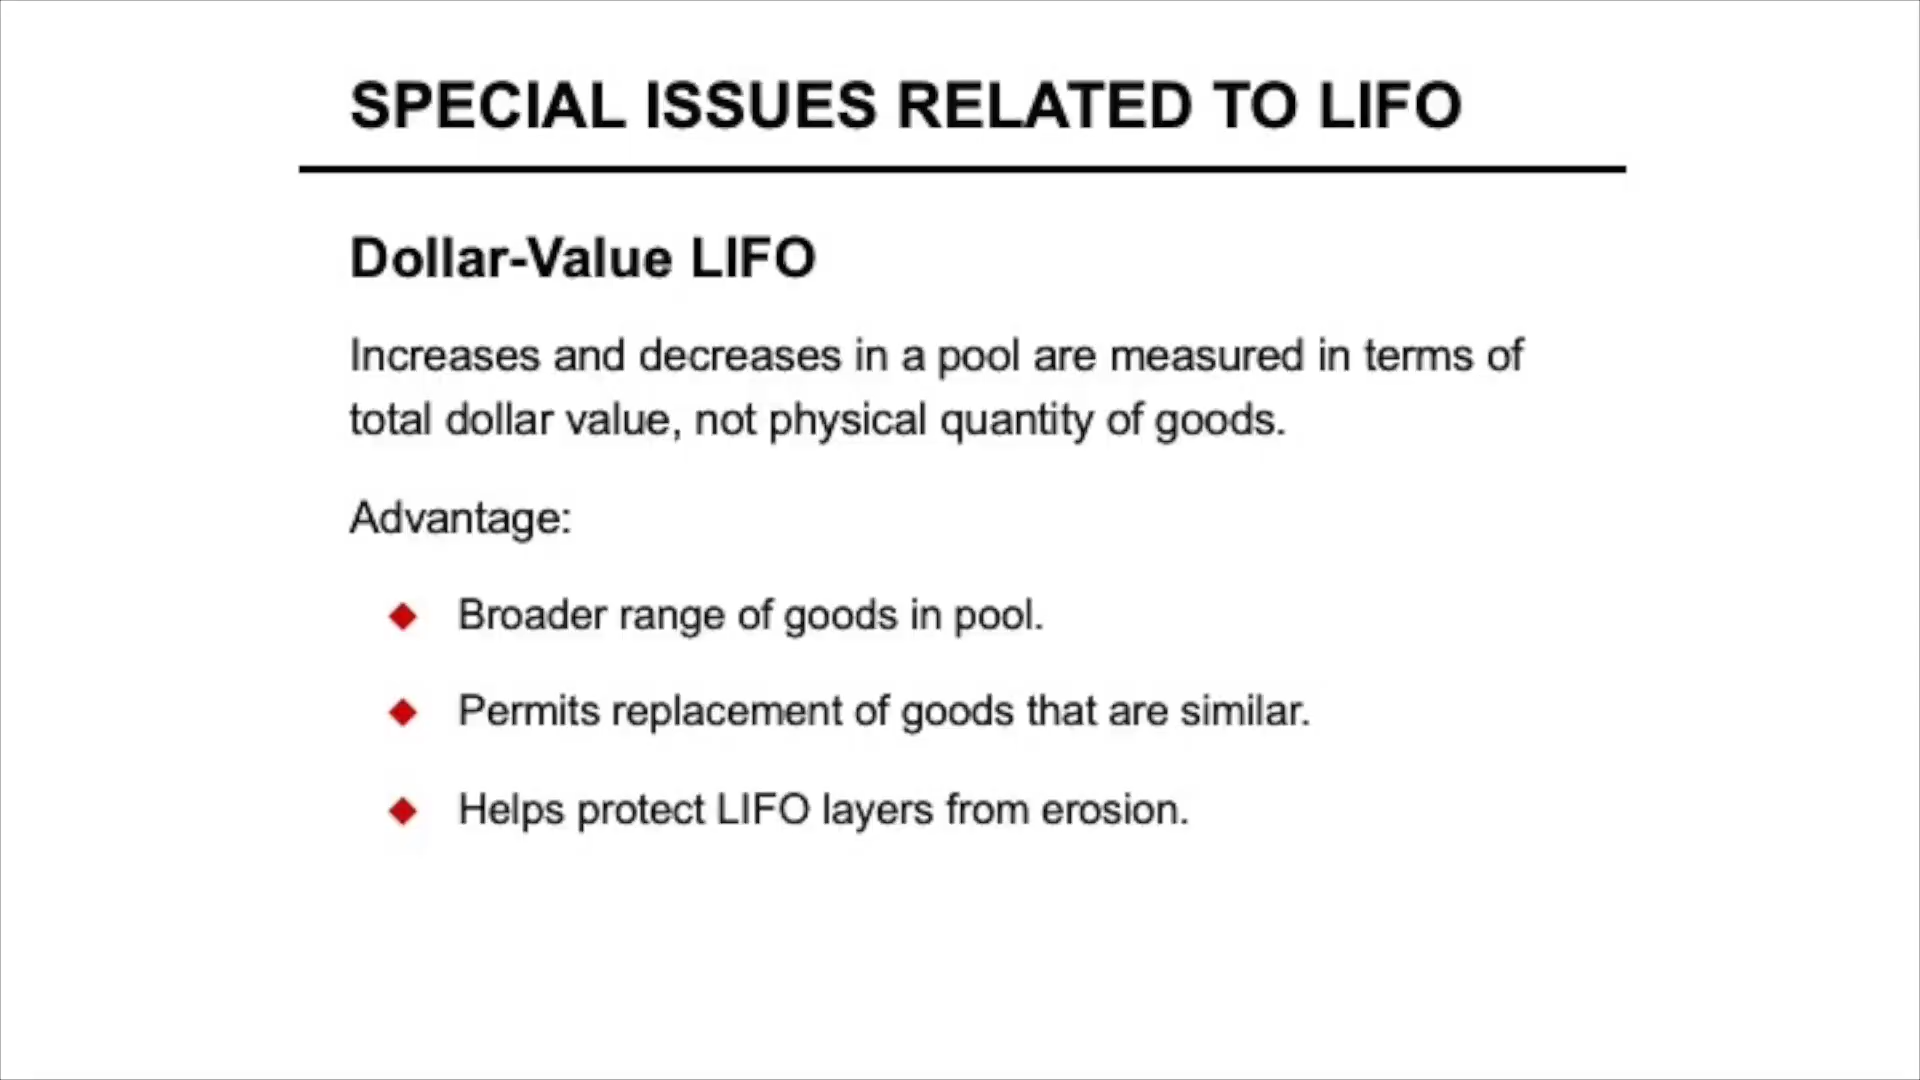 SPECIAL ISSUES RELATED TO LIFO
Dollar-Value LIFO
Increases and decreases in a pool are measured in terms of
total dollar value, not physical quantity of goods.
Advantage:
Broader range of goods in pool.
Permits replacement of goods that are similar.
Helps protect LIFO layers from erosion.